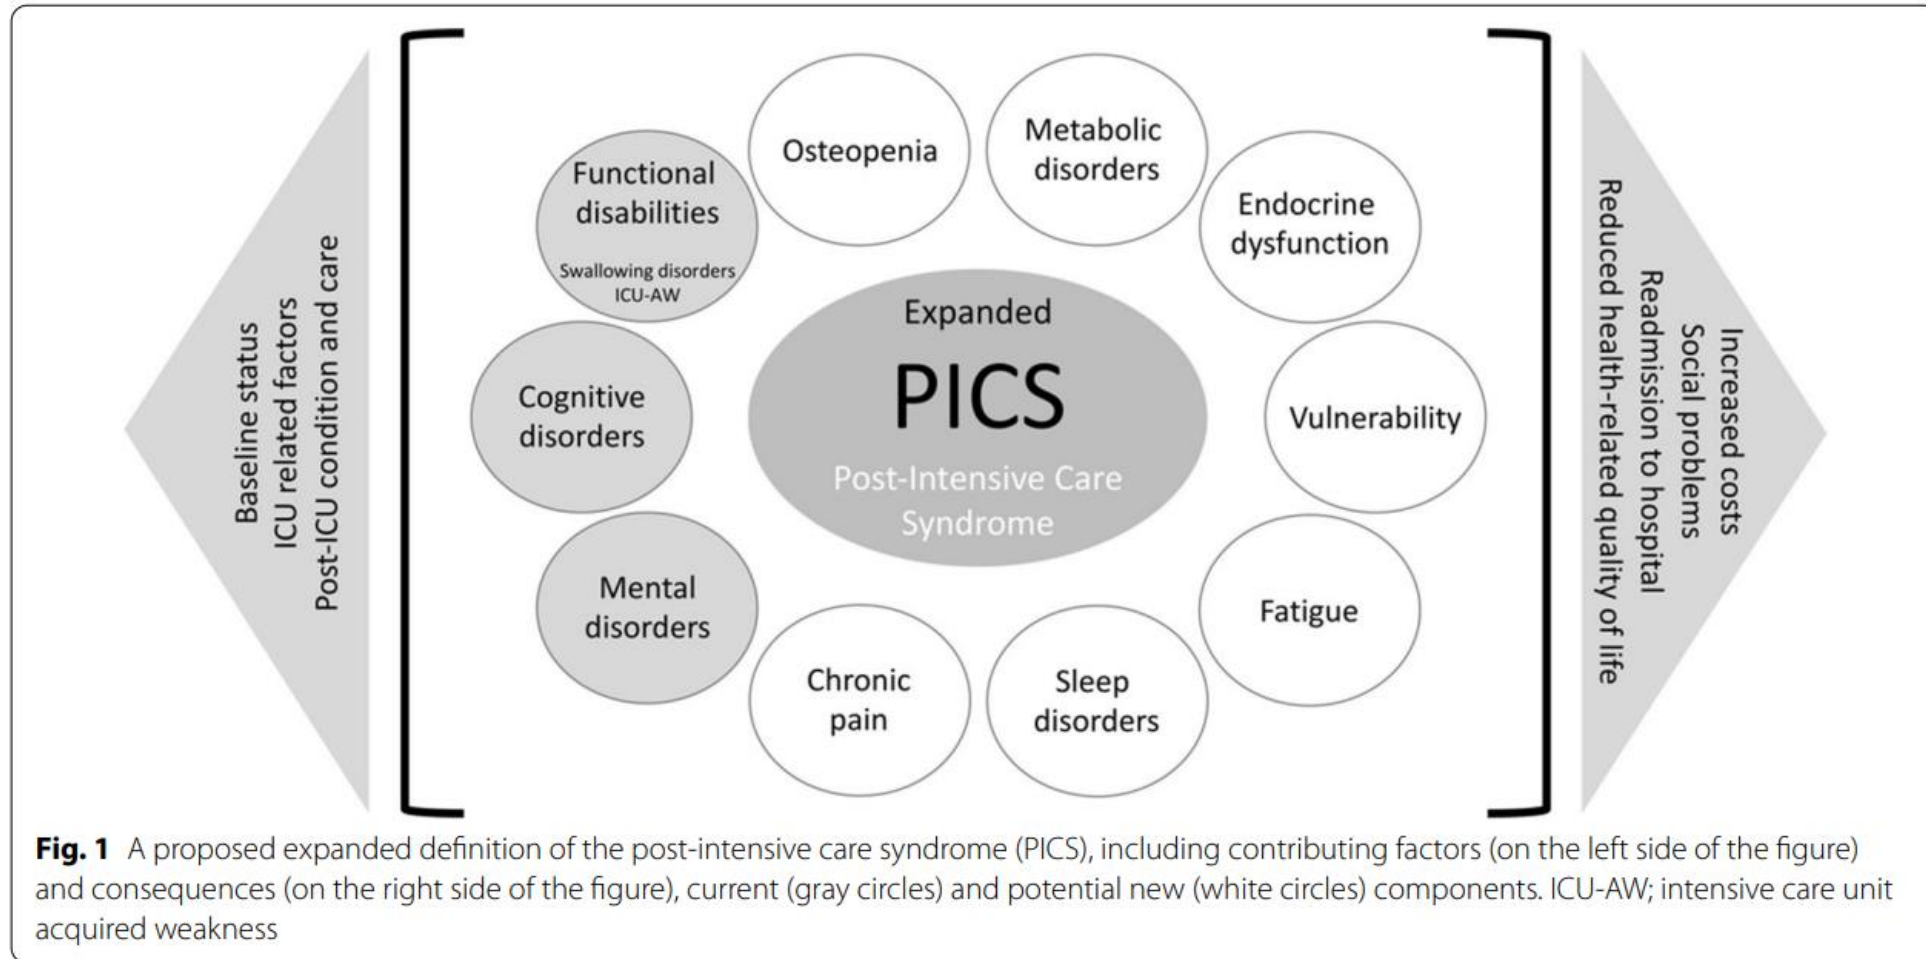 Baseline status
ICU related factors
Post-ICU condition and care
Osteopenia
Metabolic
disorders
Functional
disabilities
Swallowing disorders
ICU-AW
Endocrine
dysfunction
Cognitive
disorders
Expanded
PICS
Post-Intensive Care
Syndrome
Vulnerability
Mental
disorders
Fatigue
Chronic
pain
Sleep
disorders
Increased costs
Social problems
Readmission to hospital
Reduced health-related quality of life
Fig. 1 A proposed expanded definition of the post-intensive care syndrome (PICS), including contributing factors (on the left side of the figure)
and consequences (on the right side of the figure), current (gray circles) and potential new (white circles) components. ICU-AW; intensive care unit
acquired weakness